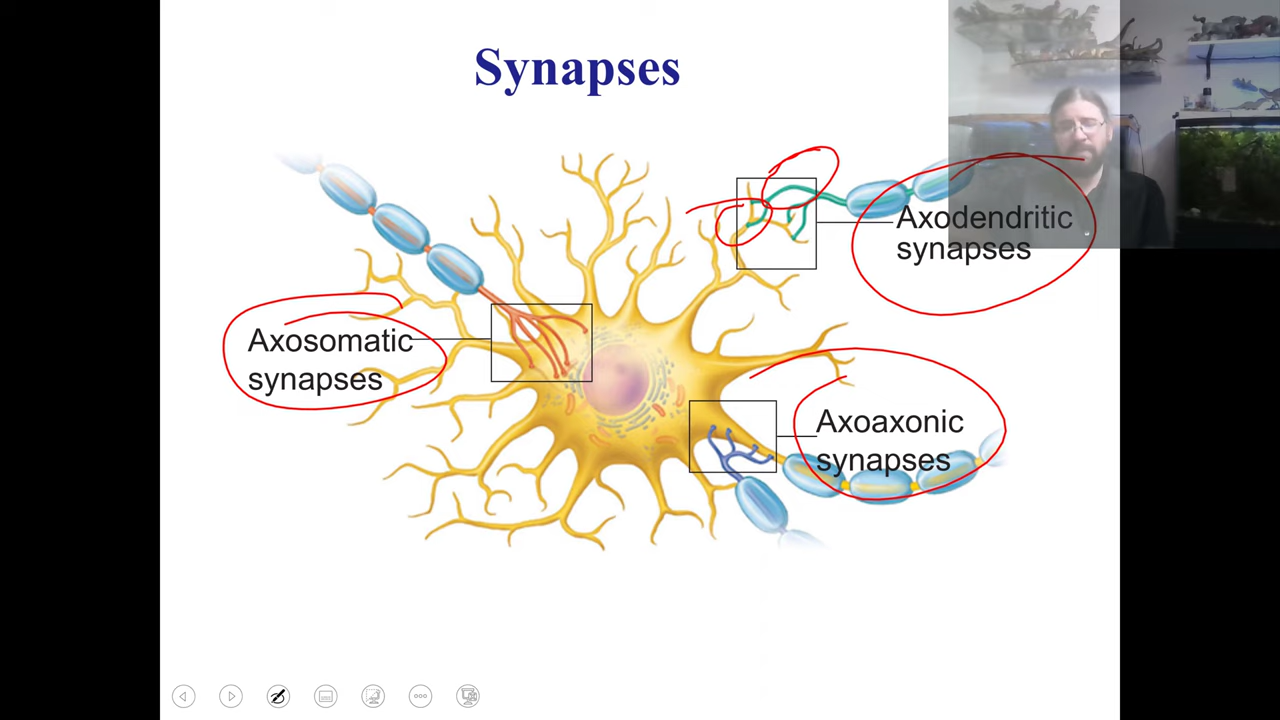 Synapses
Axodendritic
synapses
Axosomatic
synapses
Axoaxonic
synapses